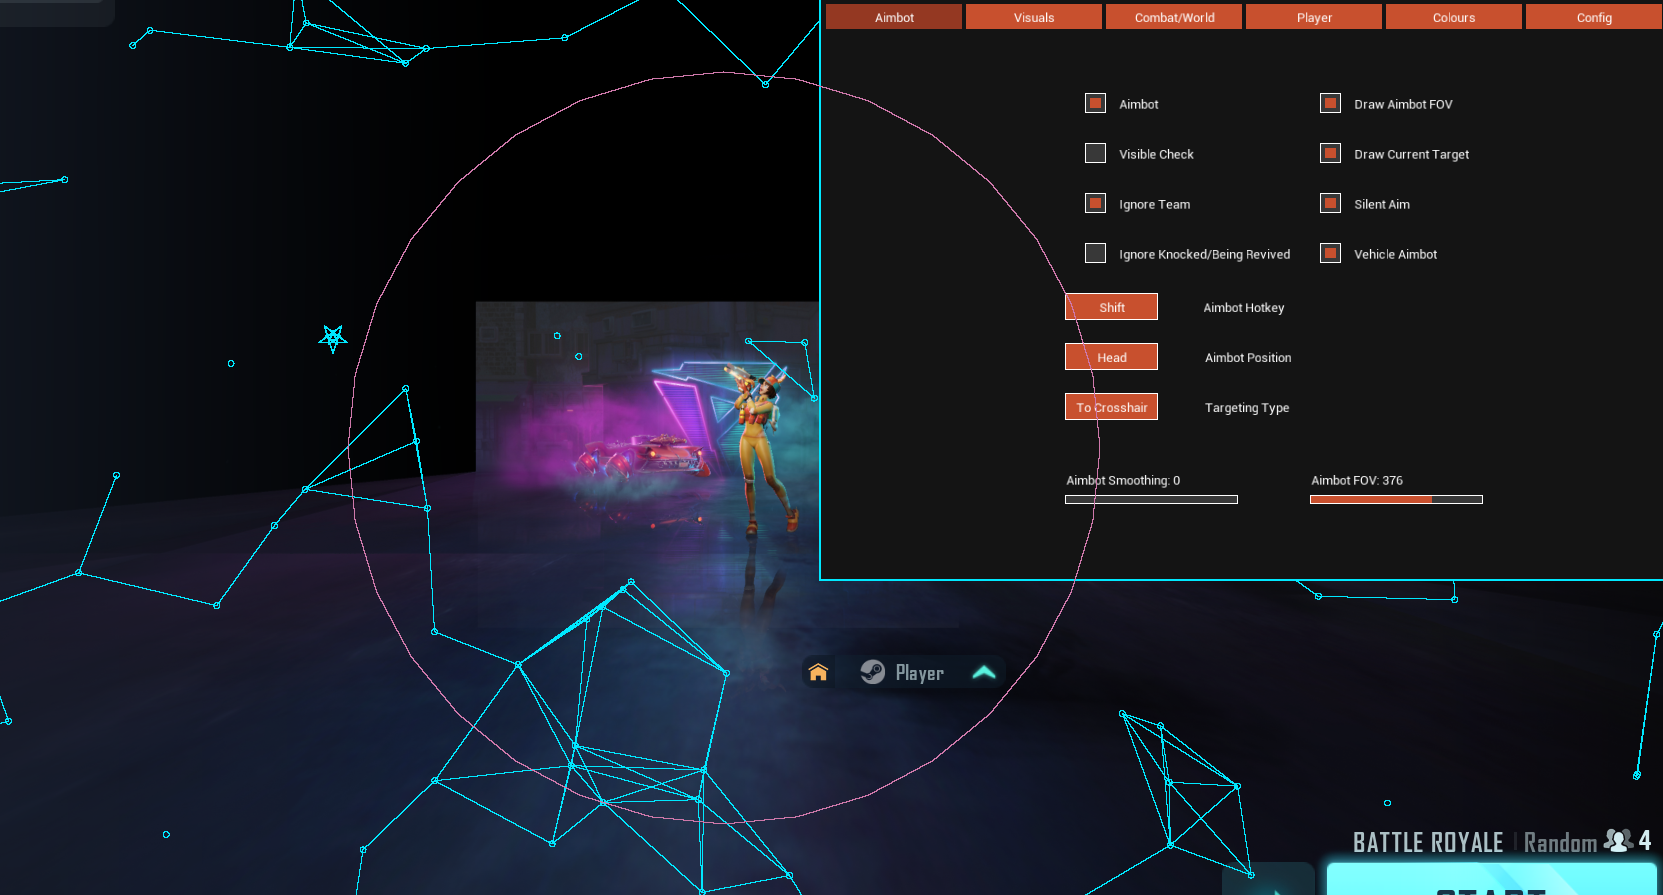 Aimbot
Visuals
Combat/World
Player
Colours
Config
Aimbot
Draw Aimbot FOV
Visible Check
Draw Current Target
Ignore Team
Silent Aim
Ignore Knocked/Being Revived
Vehicle Aimbot
Shift
Aimbot Hotkey
Head
Aimbot Position
To Crosshair
Targeting Type
Aimbot Smoothing: 0
Aimbot FOV: 376
Player
BATTLE ROYALE | Random 4
START